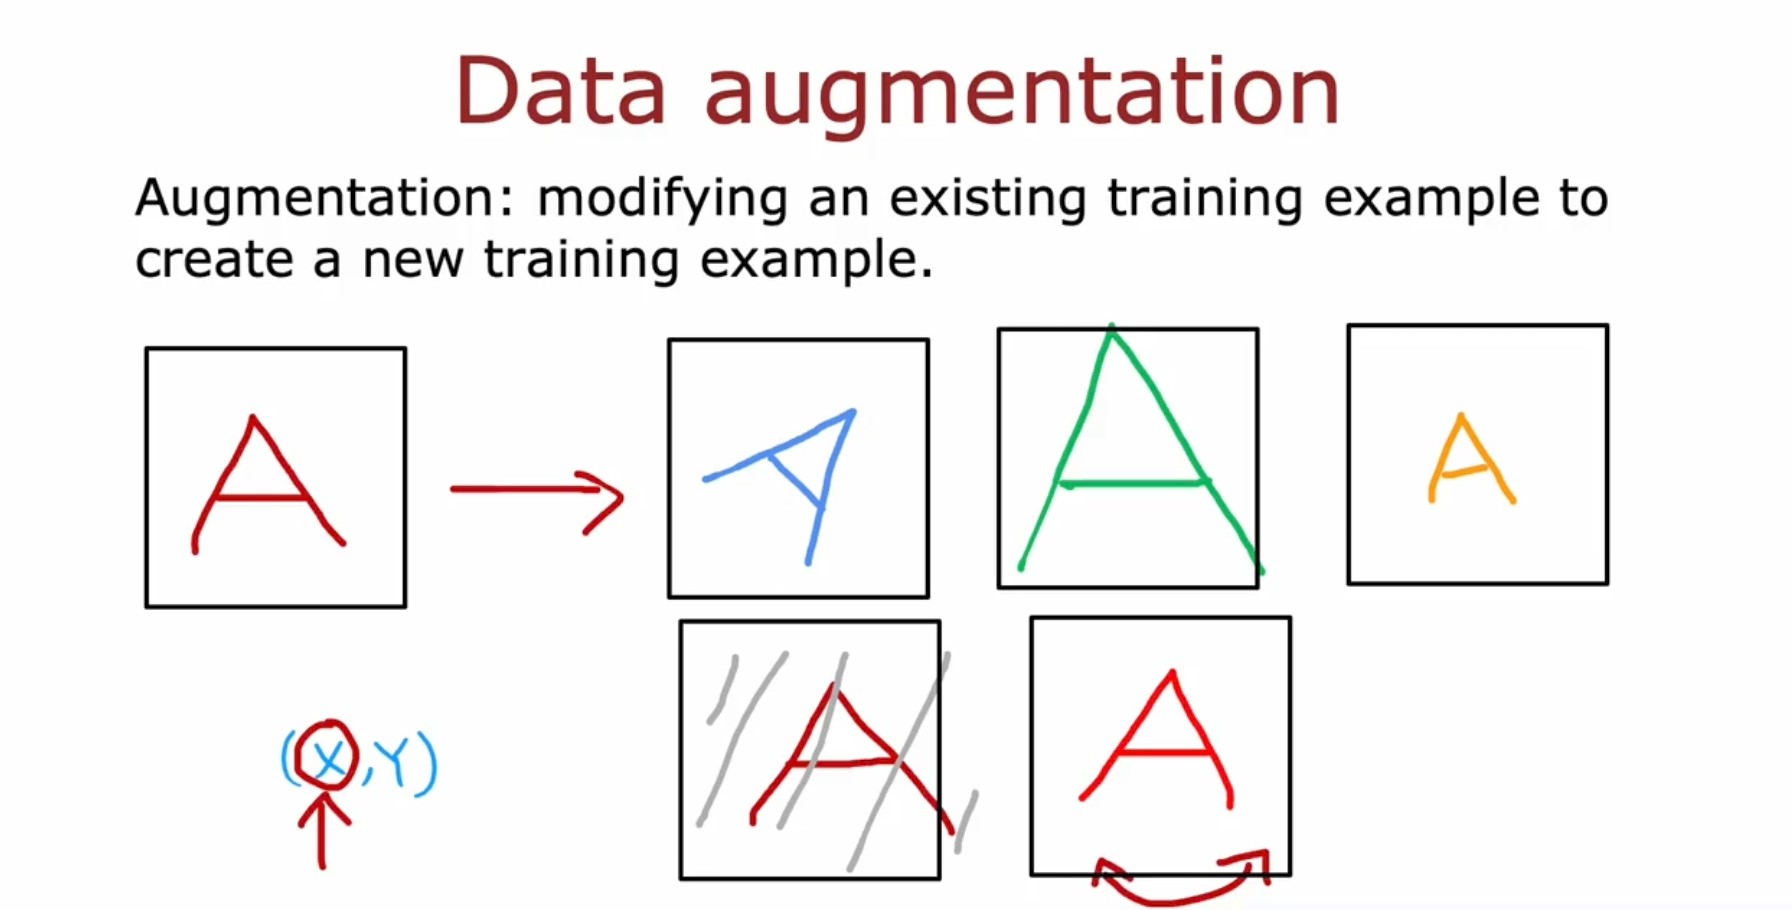 Data augmentation
Augmentation: modifying an existing training example to
create a new training example.
A
A
A
A
A
A
(X,Y)